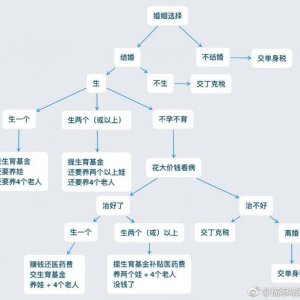 婚姻选择
结婚
不结婚
交单身税
生
不生
交丁克税
生一个
生两个（或以上）
不孕不育
生育基金
要养娃
要养4个老人
提生育基金
还要养两个以上娃
还要养4个老人
花大价钱看病
治好了
治不好
生一个
生两个（或）以上
交丁克税
离婚
赚钱还医药费
交生育基金
养娃 + 4个老人
提生育基金补贴医药费
养两个娃 + 4个老人
没钱了
交单身